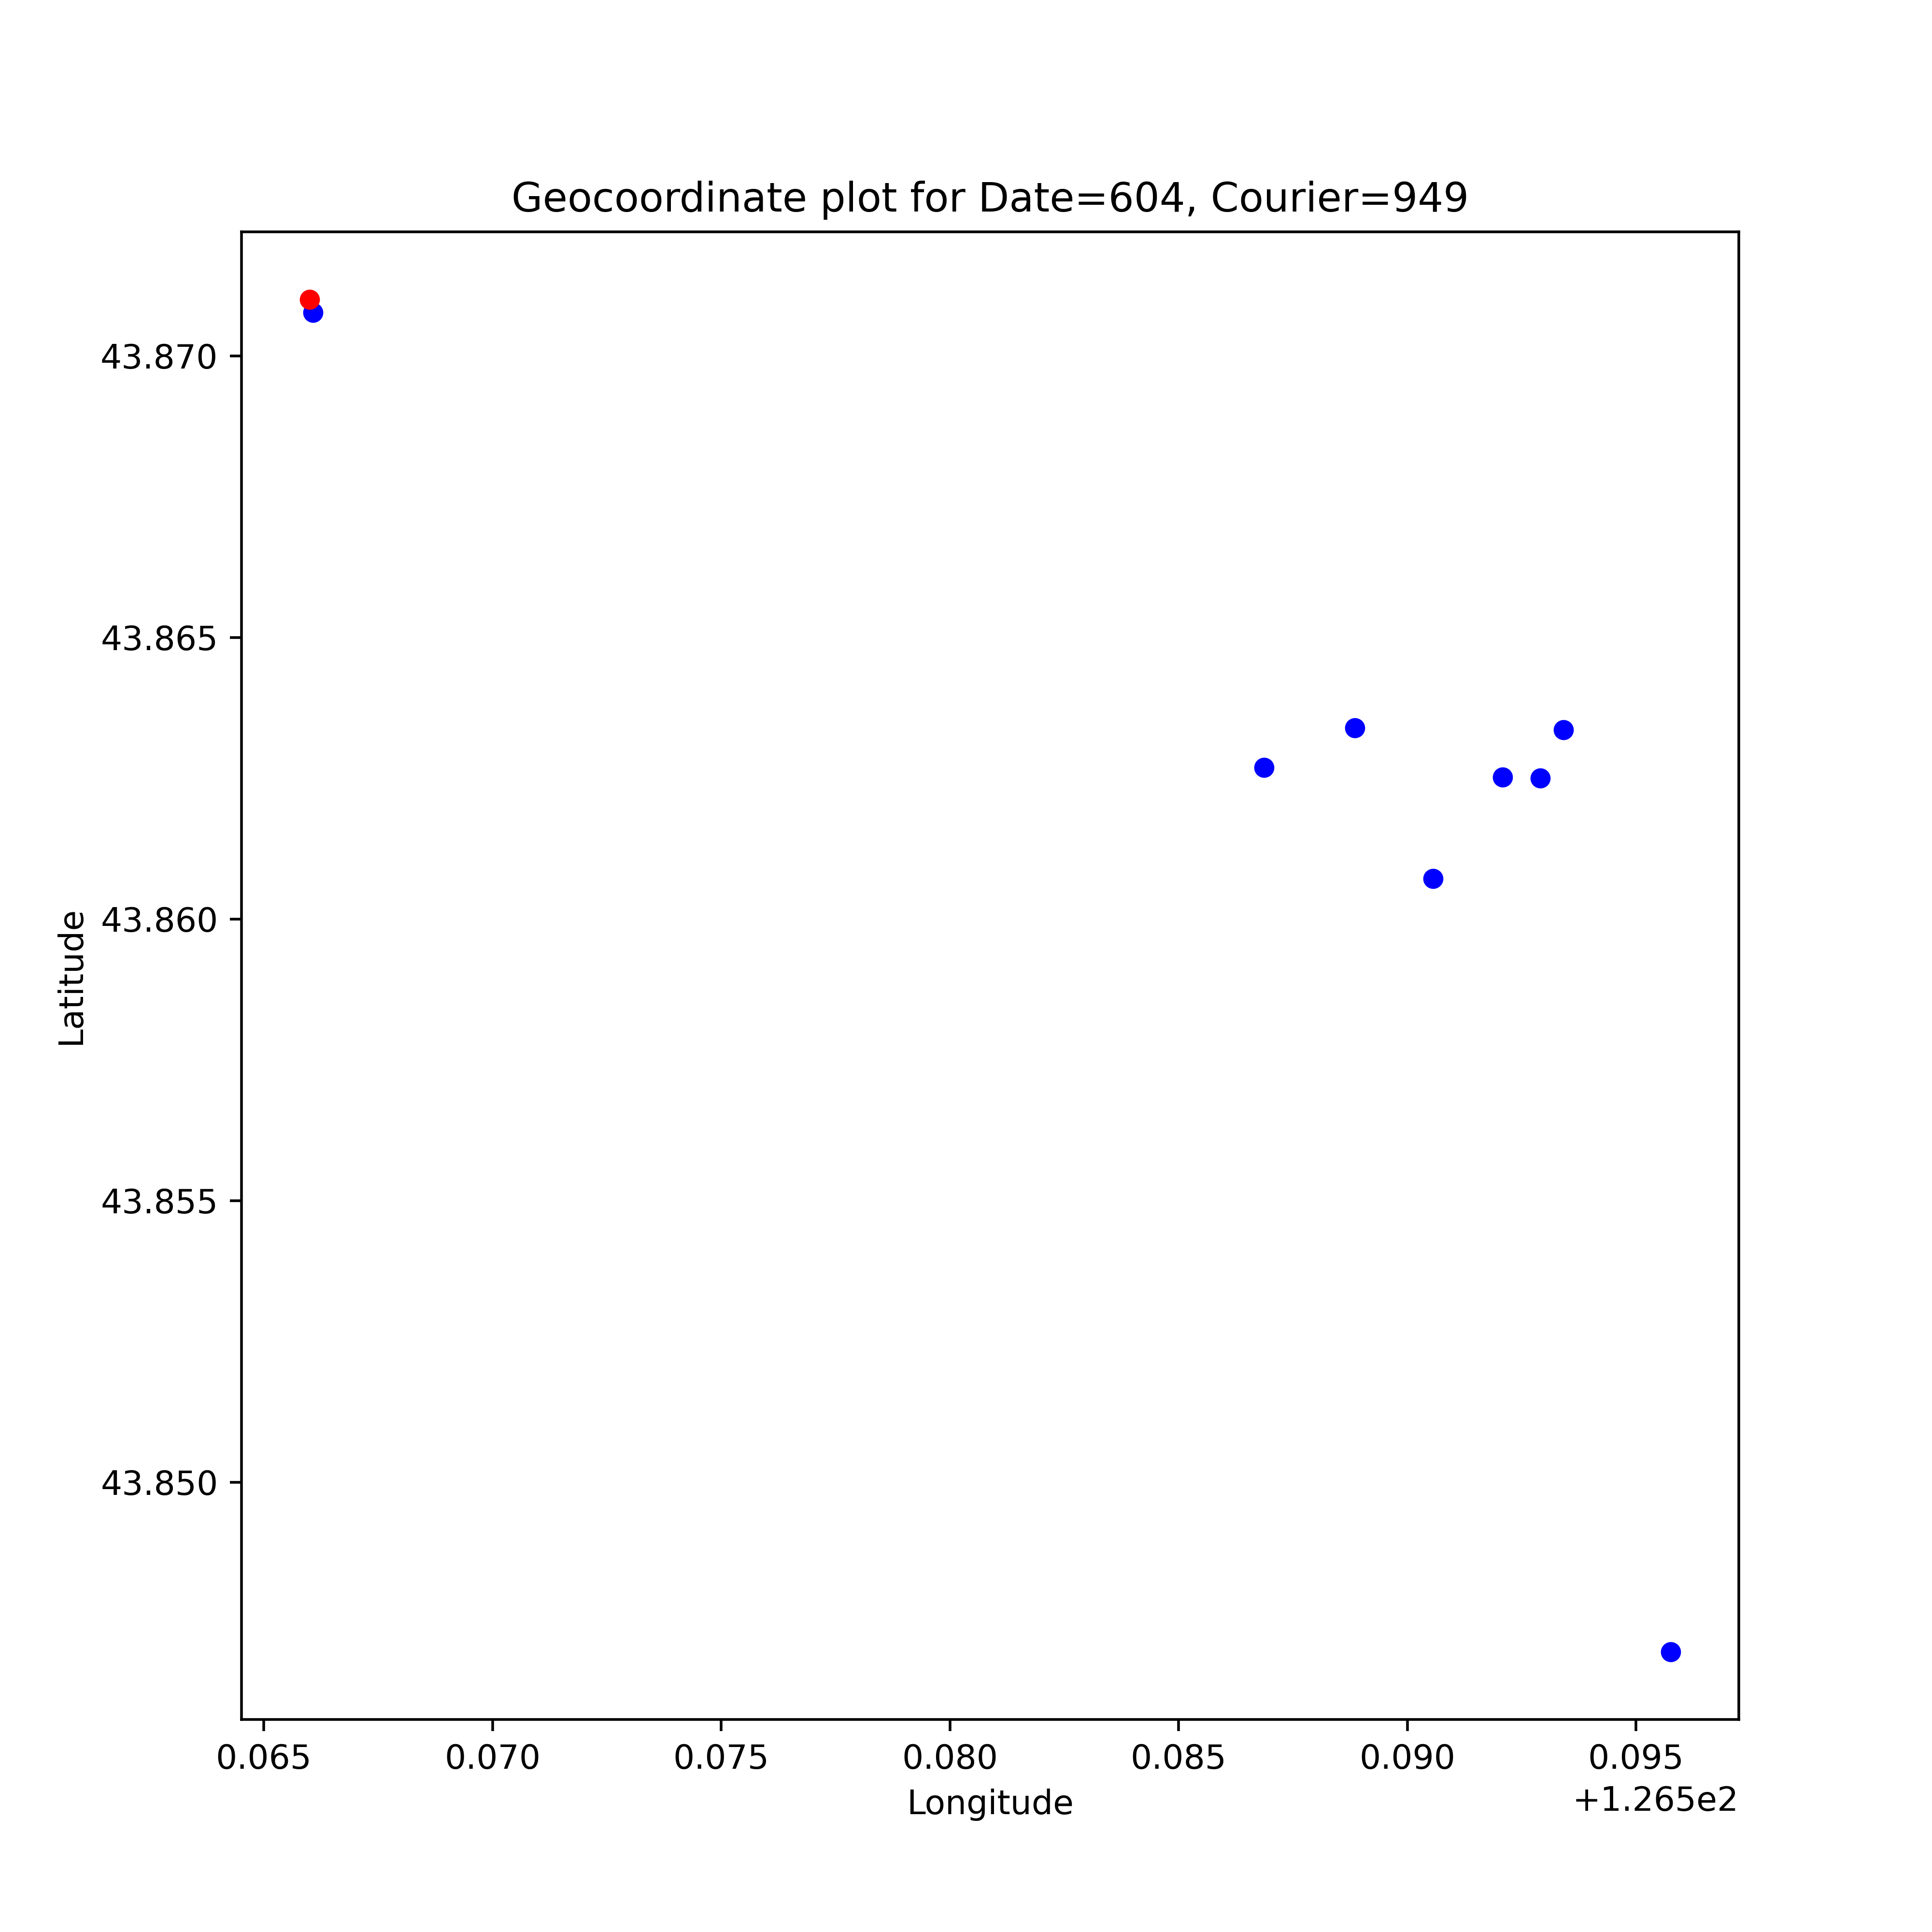 Geocoordinate plot for Date=604, Courier=949
43.870
43.865
43.860
43.855
43.850
Latitude
0.065 0.070 0.075 0.080 0.085 0.090 0.095
+1.265e2
Longitude